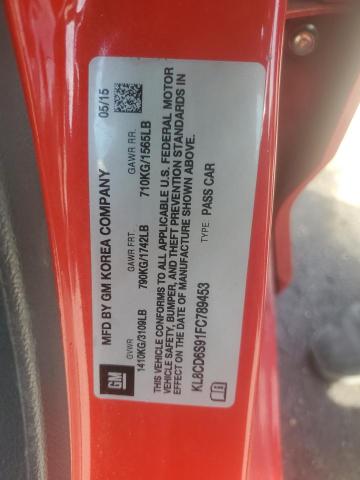 MFD BY GM KOREA COMPANY 05/15
GVWR GAWR FRT. GAWR RR.
1410KG/3109LB 790KG/1742LB 710KG/1565LB
THIS VEHICLE CONFORMS TO ALL APPLICABLE U.S. FEDERAL MOTOR
VEHICLE SAFETY, BUMPER, AND THEFT PREVENTION STANDARDS IN
EFFECT ON THE DATE OF MANUFACTURE SHOWN ABOVE.
TYPE: PASS CAR
KL8CD6S91FC789453
GM